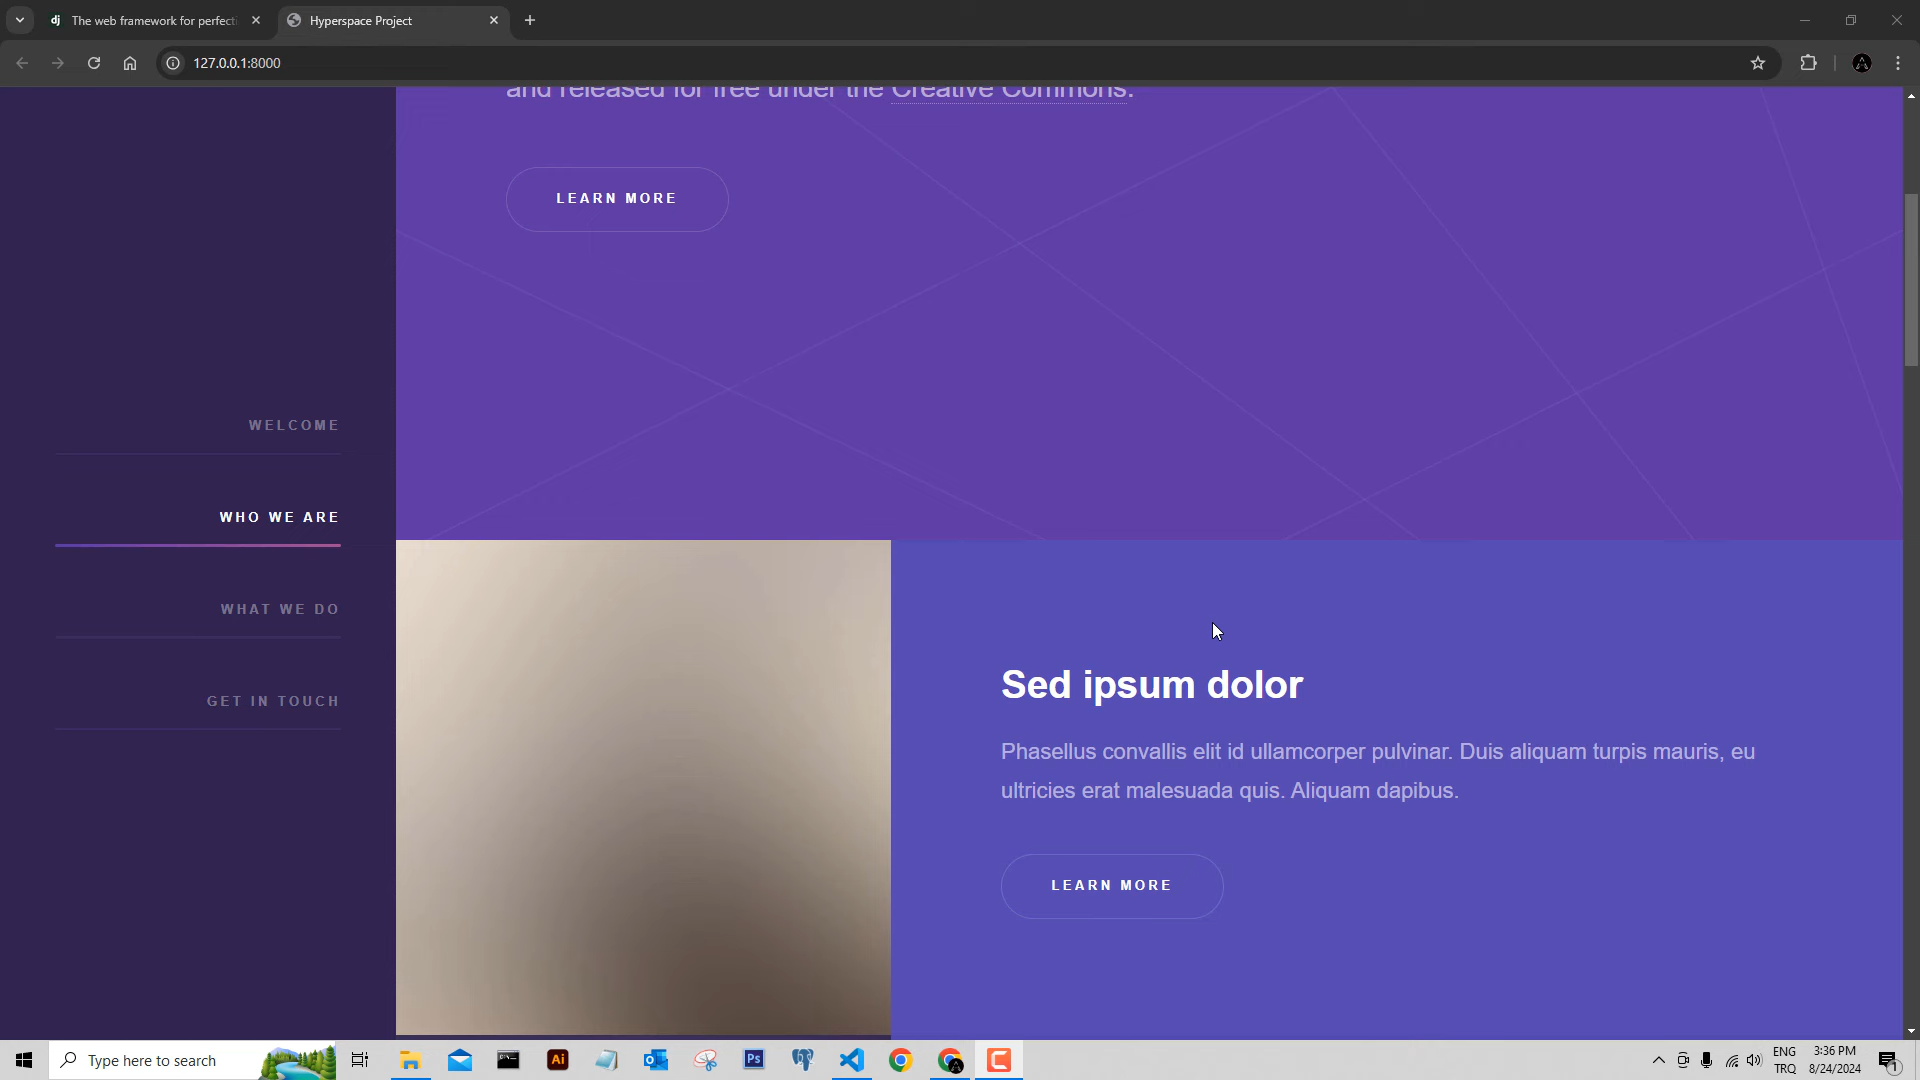 The web framework for perfecti
Hyperspace Project
127.0.0.1:8000
and released for free under the Creative Commons.
LEARN MORE
WELCOME
WHO WE ARE
WHAT WE DO
GET IN TOUCH
Sed ipsum dolor
Phasellus convallis elit id ullamcorper pulvinar. Duis aliquam turpis mauris, eu
ultricies erat malesuada quis. Aliquam dapibus.
LEARN MORE
Type here to search
ENG
TRQ
3:36 PM
8/24/2024